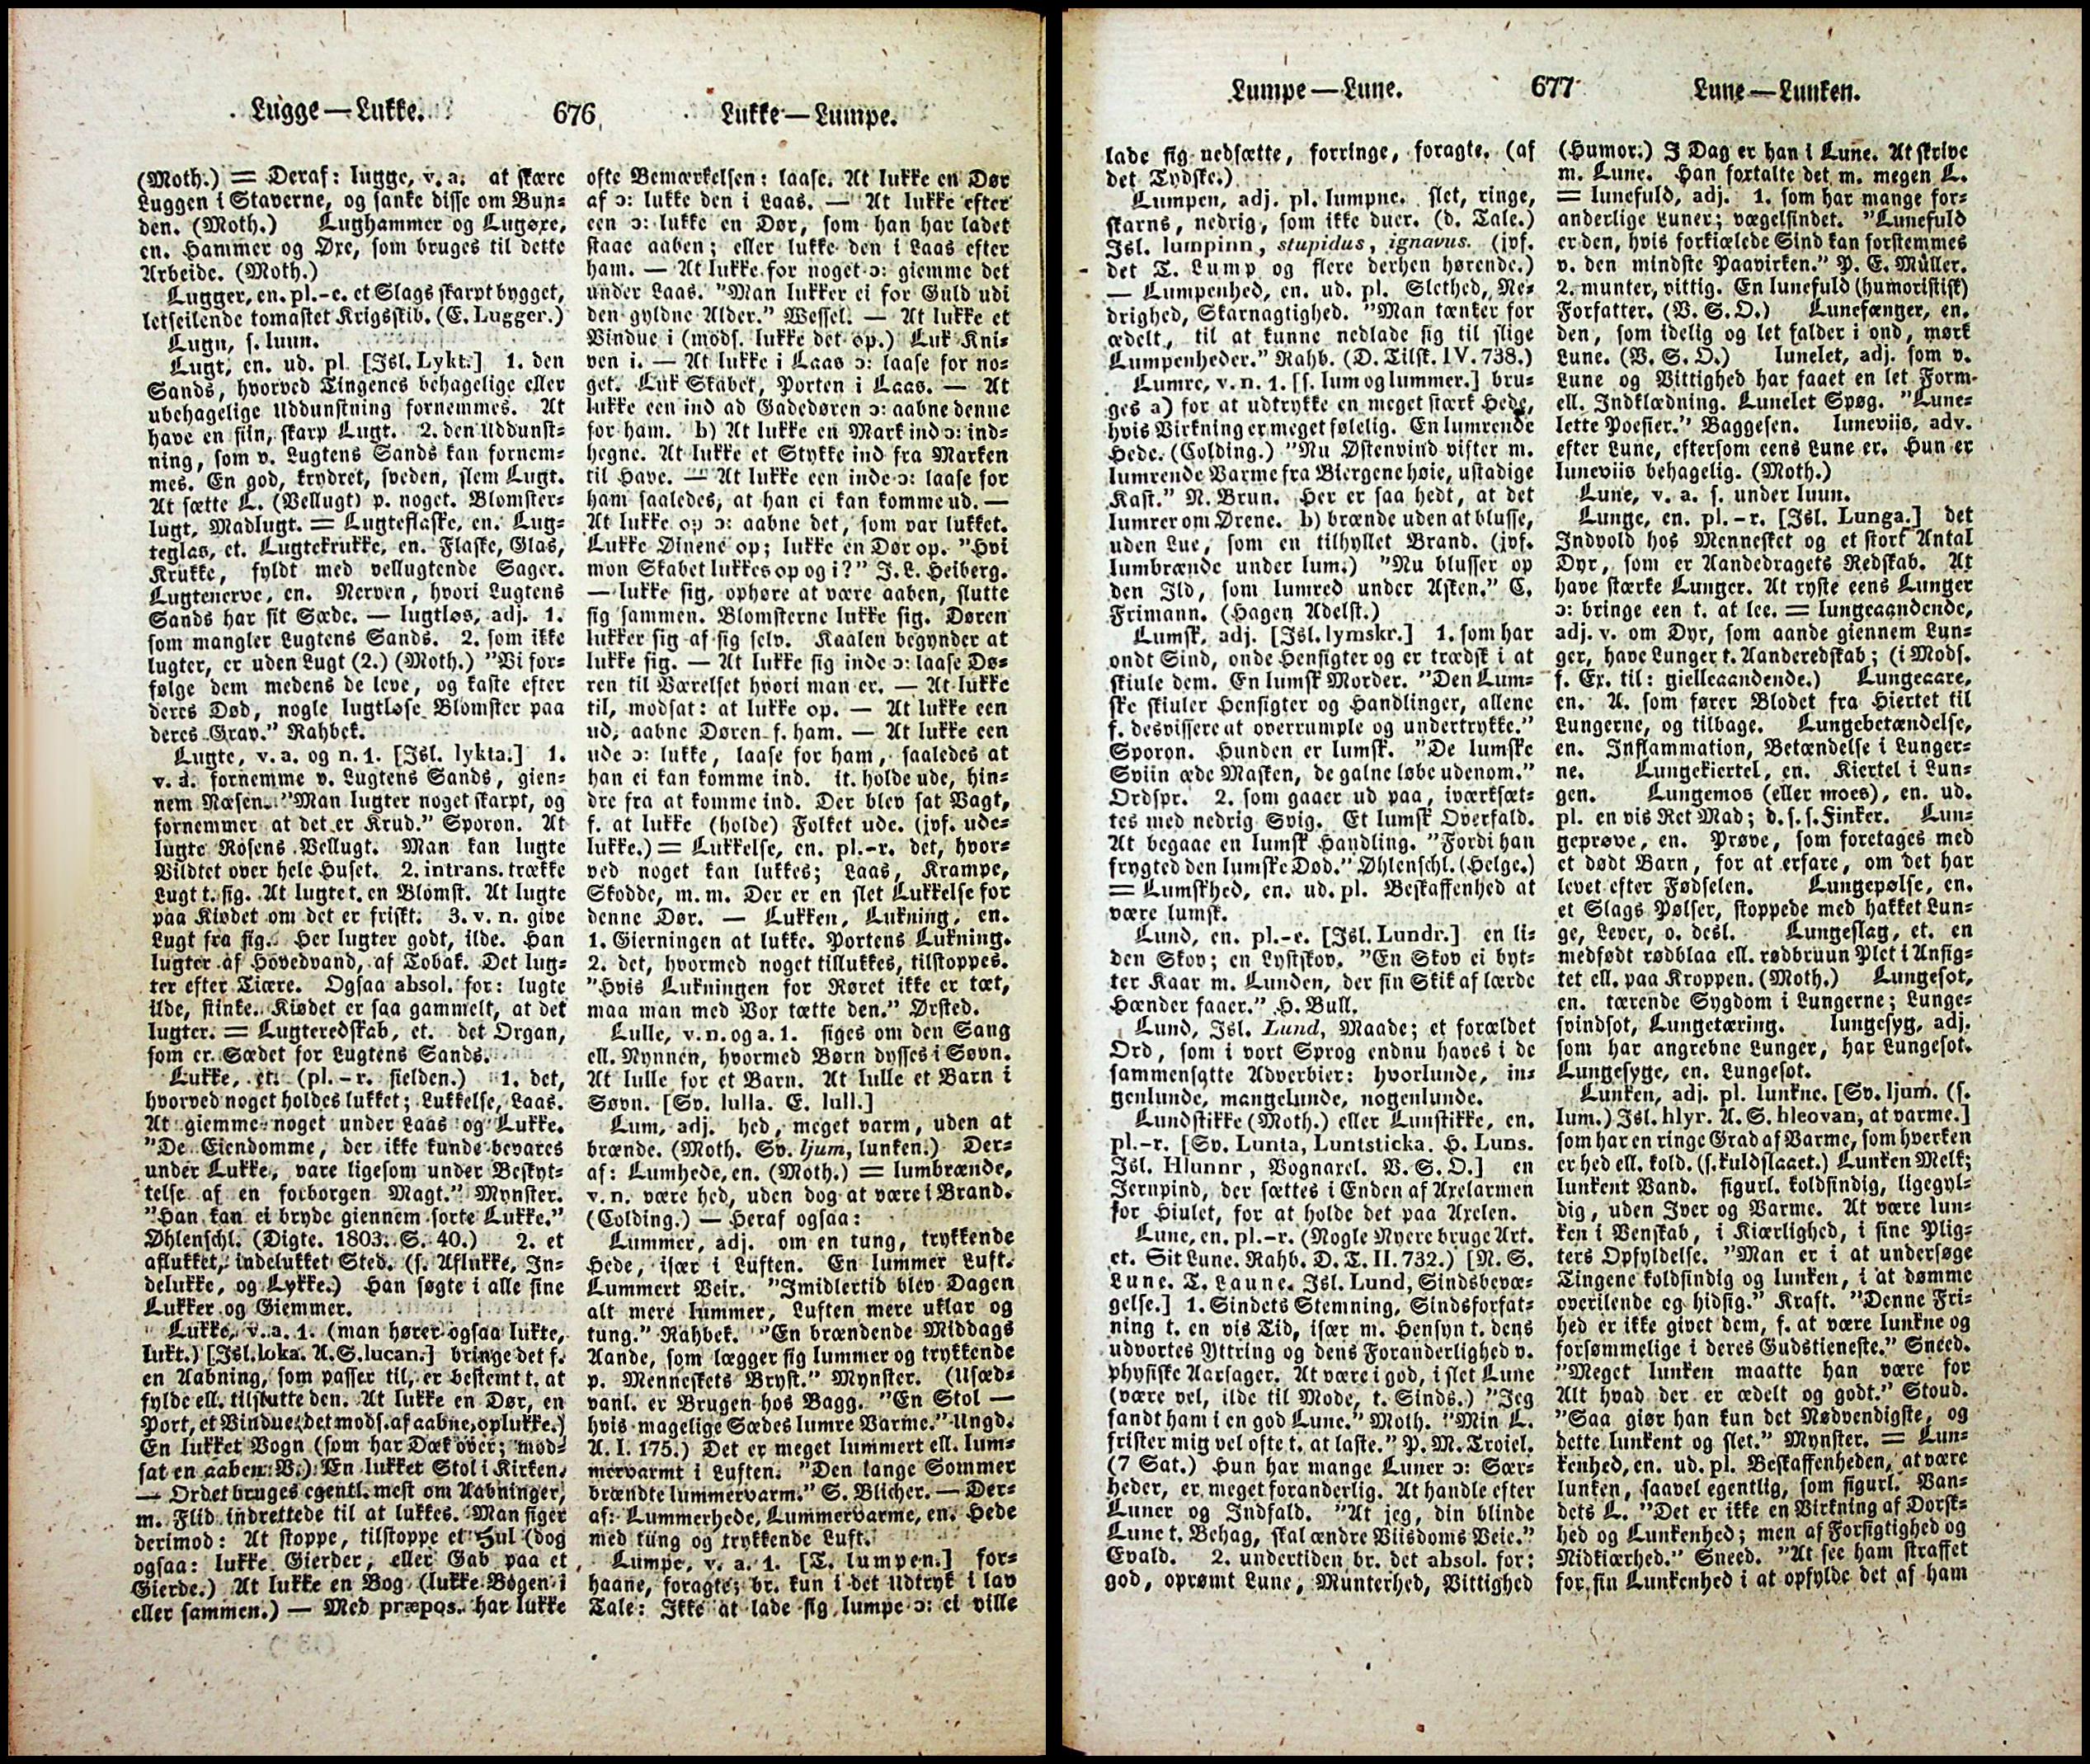 Lugge—Lukke.
676
Lukke—Lumpe.
(Moth.) = Deraf: lugge, v. a. at skære
Luggen i Staverne, og sanke disse om Bun-
den. (Moth.) Lughammer og Lugøxe,
en. Hammer og Øxe, som bruges til dette
Arbeide. (Moth.)
Lugger, en. pl.-e. et Slags skarpt bygget,
letseilende tomastet Krigsskib. (E. Lugger.)
Lugn, s. luun.
Lugt, en. ud. pl. [Isl. Lykt.] 1. den
Sands, hvorved Tingenes behagelige eller
ubehagelige Uddunstning fornemmes. At
have en fiin, skarp Lugt. 2. den Uddunst-
ning, som v. Lugtens Sands kan fornem-
mes. En god, krydret, sveden, slem Lugt.
At sætte L. (Vellugt) p. noget. Blomster-
lugt, Madlugt. = Lugteflaske, en. Lug-
teglas, et. Lugtekrukke, en. Flaske, Glas,
Krukke, fyldt med vellugtende Sager.
Lugtenerve, en. Nerven, hvori Lugtens
Sands har sit Sæde. — lugtløs, adj. 1.
som mangler Lugtens Sands. 2. som ikke
lugter, er uden Lugt (2.) (Moth.) "Vi for-
følge dem medens de leve, og kaste efter
deres Død, nogle lugtløse Blomster paa
deres Grav." Rahbek.
Lugte, v. a. og n. 1. [Isl. lykta.] 1.
v. a. fornemme v. Lugtens Sands, gien-
nem Næsen. "Man lugter noget skarpt, og
fornemmer at det er Krud." Sporon. At
lugte Rosens Vellugt. Man kan lugte
Vildtet over hele Huset. 2. intrans. trække
Lugt t. sig. At lugte t. en Blomst. At lugte
paa Kiødet om det er friskt. 3. v. n. give
Lugt fra sig. Her lugter godt, ilde. Han
lugter af Hovedvand, af Tobak. Det lug-
ter efter Tiære. Ogsaa absol. for: lugte
ilde, stinke. Kiødet er saa gammelt, at det
lugter. = Lugteredskab, et. det Organ,
som er Sædet for Lugtens Sands.
Lukke, et. (pl. -r. sielden.) 1. det,
hvorved noget holdes lukket; Lukkelse, Laas.
At giemme noget under Laas og Lukke.
"De Eiendomme, der ikke kunde bevares
under Lukke, vare ligesom under Beskyt-
telse af en forborgen Magt." Mynster.
"Han kan ei bryde giennem sorte Lukke."
Øhlenschl. (Digte. 1803. S. 40.) 2. et
aflukket, indelukket Sted. (s. Aflukke, In-
delukke, og Lykke.) Han søgte i alle sine
Lukker og Giemmer.
Lukke, v. a. 1. (man hører ogsaa lukte,
lukt.) [Isl. loka. A. S. lucan.] bringe det f.
en Aabning, som passer til, er bestemt t. at
fylde ell. tilslutte den. At lukke en Dør, en
Port, et Vindue (det mods. af aabne, oplukke.)
En lukket Vogn (som har Dæk over; mod-
sat en aaben V.) En lukket Stol i Kirken.
— Ordet bruges egentl. mest om Aabninger,
m. Flid indrettede til at lukkes. Man siger
derimod: At stoppe, tilstoppe et Hul (dog
ogsaa: lukke Gierder, eller Gab paa et
Gierde.) At lukke en Bog (lukke Bogen i
eller sammen.) — Med præpos. har lukke
ofte Bemærkelsen: laase. At lukke en Dør
af ɔ: lukke den i Laas. — At lukke efter
een ɔ: lukke en Dør, som han har ladet
staae aaben; eller lukke den i Laas efter
ham. — At lukke for noget ɔ: giemme det
under Laas. "Man lukker ei for Guld udi
den gyldne Alder." Wessel. — At lukke et
Vindue i (mods. lukke det op.) Luk Kni-
ven i. — At lukke i Laas ɔ: laase for no-
get. Luk Skabet, Porten i Laas. — At
lukke een ind ad Gadedøren ɔ: aabne denne
for ham. b) At lukke en Mark ind ɔ: ind-
hegne. At lukke et Stykke ind fra Marken
til Have. — At lukke een inde ɔ: laase for
ham saaledes, at han ei kan komme ud. —
At lukke op ɔ: aabne det, som var lukket.
Lukke Øinene op; lukke en Dør op. "Hvi
mon Skabet lukkes op og i?" J. L. Heiberg.
— lukke sig, ophøre at være aaben, slutte
sig sammen. Blomsterne lukke sig. Døren
lukker sig af sig selv. Kaalen begynder at
lukke sig. — At lukke sig inde ɔ: laase Dø-
ren til Værelset hvori man er. — At lukke
til, modsat: at lukke op. — At lukke een
ud, aabne Døren f. ham. — At lukke een
ude ɔ: lukke, laase for ham, saaledes at
han ei kan komme ind. it. holde ude, hin-
dre fra at komme ind. Der blev sat Vagt,
f. at lukke (holde) Folket ude. (jvf. ude-
lukke.) = Lukkelse, en. pl.-r. det, hvor-
ved noget kan lukkes; Laas, Krampe,
Skodde, m. m. Der er en slet Lukkelse for
denne Dør. — Lukken, Lukning, en.
1. Gierningen at lukke. Portens Lukning.
2. det, hvormed noget tillukkes, tilstoppes.
"Hvis Lukningen for Røret ikke er tæt,
maa man med Vox tætte den." Ørsted.
Lulle, v. n. og a. 1. siges om den Sang
ell. Nynnen, hvormed Børn dysses i Søvn.
At lulle for et Barn. At lulle et Barn i
Søvn. [Sv. lulla. E. lull.]
Lum, adj. hed, meget varm, uden at
brænde. (Moth. Sv. ljum, lunken.) Der-
af: Lumhede, en. (Moth.) = lumbrænde,
v. n. være hed, uden dog at være i Brand.
(Colding.) — Heraf ogsaa:
Lummer, adj. om en tung, trykkende
Hede, især i Luften. En lummer Luft.
Lummert Veir. "Imidlertid blev Dagen
alt mere lummer, Luften mere uklar og
tung." Rahbek. "En brændende Middags
Aande, som lægger sig lummer og trykkende
p. Menneskets Bryst." Mynster. (Usæd-
vanl. er Brugen hos Bagg. "En Stol —
hvis magelige Sædes lumre Varme." Ungd.
A. I. 175.) Det er meget lummert ell. lum-
mervarmt i Luften. "Den lange Sommer
brændte lummervarm." S. Blicher. — Der-
af: Lummerhede, Lummervarme, en. Hede
med tung og trykkende Luft.
Lumpe, v. a. 1. [T. lumpen.] for-
haane, foragte; br. kun i det Udtryk i lav
Tale: Ikke at lade sig lumpe ɔ: ei ville
Lumpe—Lune.
677
Lune—Lunken.
lade sig nedsætte, forringe, foragte. (af
det Tydske.)
Lumpen, adj. pl. lumpne. slet, ringe,
skarns, nedrig, som ikke duer. (d. Tale.)
Isl. lumpinn, stupidus, ignavus. (jvf.
det T. Lump og flere derhen hørende.)
— Lumpenhed, en. ud. pl. Slethed, Ne-
drighed, Skarnagtighed. "Man tænker for
ædelt, til at kunne nedlade sig til slige
Lumpenheder." Rahb. (D. Tilsk. IV. 738.)
Lumre, v. n. 1. [s. lum og lummer.] bru-
ges a) for at udtrykke en meget stærk Hede,
hvis Virkning er meget følelig. En lumrende
Hede. (Colding.) "Nu Østenvind vifter m.
lumrende Varme fra Biergene høie, ustadige
Kast." N. Brun. Her er saa hedt, at det
lumrer om Ørene. b) brænde uden at blusse,
uden Lue, som en tilhyllet Brand. (jvf.
lumbrænde under lum.) "Nu blusser op
den Ild, som lumred under Asken." C.
Frimann. (Hagen Adelst.)
Lumsk, adj. [Isl. lymskr.] 1. som har
ondt Sind, onde Hensigter og er trædsk i at
skiule dem. En lumsk Morder. "Den Lum-
ske skiuler Hensigter og Handlinger, allene
f. desvissere at overrumple og undertrykke."
Sporon. Hunden er lumsk. "De lumske
Sviin æde Masken, de galne løbe udenom."
Ordspr. 2. som gaaer ud paa, iværksæt-
tes med nedrig Svig. Et lumsk Overfald.
At begaae en lumsk Handling. "Fordi han
frygted den lumske Død." Øhlenschl. (Helge.)
= Lumskhed, en. ud. pl. Beskaffenhed at
være lumsk.
Lund, en. pl.-e. [Isl. Lundr.] en li-
den Skov; en Lystskov. "En Skov ei byt-
ter Kaar m. Lunden, der sin Skik af lærde
Hænder faaer." H. Bull.
Lund, Isl. Lund, Maade; et forældet
Ord, som i vort Sprog endnu haves i de
sammensatte Adverbier: hvorlunde, in-
genlunde, mangelunde, nogenlunde.
Lundstikke (Moth.) eller Lunstikke, en.
pl.-r. [Sv. Lunta, Luntsticka. H. Luns.
Isl. Hlunnr, Vognaxel. V. S. O.] en
Jernpind, der sættes i Enden af Axelarmen
for Hiulet, for at holde det paa Axelen.
Lune, en. pl.-r. (Nogle Nyere bruge Art.
et. Sit Lune. Rahb. D. T. II. 732.) [N. S.
Lune. T. Laune. Isl. Lund, Sindsbevæ-
gelse.] 1. Sindets Stemning, Sindsforfat-
ning t. en vis Tid, især m. Hensyn t. dens
udvortes Yttring og dens Foranderlighed v.
physiske Aarsager. At være i god, i slet Lune
(være vel, ilde til Mode, t. Sinds.) "Jeg
fandt ham i en god Lune." Moth. "Min L.
frister mig vel ofte t. at laste." P. M. Troiel.
(7 Sat.) Hun har mange Luner ɔ: Sær-
heder, er meget foranderlig. At handle efter
Luner og Indfald. "At jeg, din blinde
Lune t. Behag, skal ændre Viisdoms Veie."
Evald. 2. undertiden br. det absol. for:
god, oprømt Lune, Munterhed, Vittighed
(Humor.) I Dag er han i Lune. At skrive
m. Lune. Han fortalte det m. megen L.
= lunefuld, adj. 1. som har mange for-
anderlige Luner; vægelsindet. "Lunefuld
er den, hvis forkiælede Sind kan forstemmes
v. den mindste Paavirken." P. E. Müller.
2. munter, vittig. En lunefuld (humoristisk)
Forfatter. (V. S. O.) Lunefænger, en.
den, som idelig og let falder i ond, mørk
Lune. (V. S. O.) lunelet, adj. som v.
Lune og Vittighed har faaet en let Form
ell. Indklædning. Lunelet Spøg. "Lune-
lette Poesier." Baggesen. luneviis, adv.
efter Lune, eftersom eens Lune er. Hun er
luneviis behagelig. (Moth.)
Lune, v. a. s. under luun.
Lunge, en. pl.-r. [Isl. Lunga.] det
Indvold hos Mennesket og et stort Antal
Dyr, som er Aandedragets Redskab. At
have stærke Lunger. At ryste eens Lunger
ɔ: bringe een t. at lee. = lungeaandende,
adj. v. om Dyr, som aande giennem Lun-
ger, have Lunger t. Aanderedskab; (i Mods.
f. Ex. til: gielleaandende.) Lungeaare,
en. A. som fører Blodet fra Hiertet til
Lungerne, og tilbage. Lungebetændelse,
en. Inflammation, Betændelse i Lunger-
ne. Lungekiertel, en. Kiertel i Lun-
gen. Lungemos (eller moes), en. ud.
pl. en vis Ret Mad; d. s. s. Finker. Lun-
geprøve, en. Prøve, som foretages med
et dødt Barn, for at erfare, om det har
levet efter Fødselen. Lungepølse, en.
et Slags Pølser, stoppede med hakket Lun-
ge, Lever, o. desl. Lungeslag, et. en
medfødt rødblaa ell. rødbruun Plet i Ansig-
tet ell. paa Kroppen. (Moth.) Lungesot,
en. tærende Sygdom i Lungerne; Lunge-
svindsot, Lungetæring. lungesyg, adj.
som har angrebne Lunger, har Lungesot.
Lungesyge, en. Lungesot.
Lunken, adj. pl. lunkne. [Sv. ljum. (s.
lum.) Isl. hlyr. A. S. hleovan, at varme.]
som har en ringe Grad af Varme, som hverken
er hed ell. kold. (s. kuldslaaet.) Lunken Melk;
lunkent Vand. figurl. koldsindig, ligegyl-
dig, uden Iver og Varme. At være lun-
ken i Venskab, i Kiærlighed, i sine Plig-
ters Opfyldelse. "Man er i at undersøge
Tingene koldsindig og lunken, i at dømme
overilende og hidsig." Kraft. "Denne Fri-
hed er ikke givet dem, f. at være lunkne og
forsømmelige i deres Gudstieneste." Sneed.
"Meget lunken maatte han være for
Alt hvad der er ædelt og godt." Stoud.
"Saa giør han kun det Nødvendigste, og
dette lunkent og slet." Mynster. = Lun-
kenhed, en. ud. pl. Beskaffenheden, at være
lunken, saavel egentlig, som figurl. Van-
dets L. "Det er ikke en Virkning af Dorsk-
hed og Lunkenhed; men af Forsigtighed og
Nidkiærhed." Sneed. "At see ham straffet
for sin Lunkenhed i at opfylde det af ham